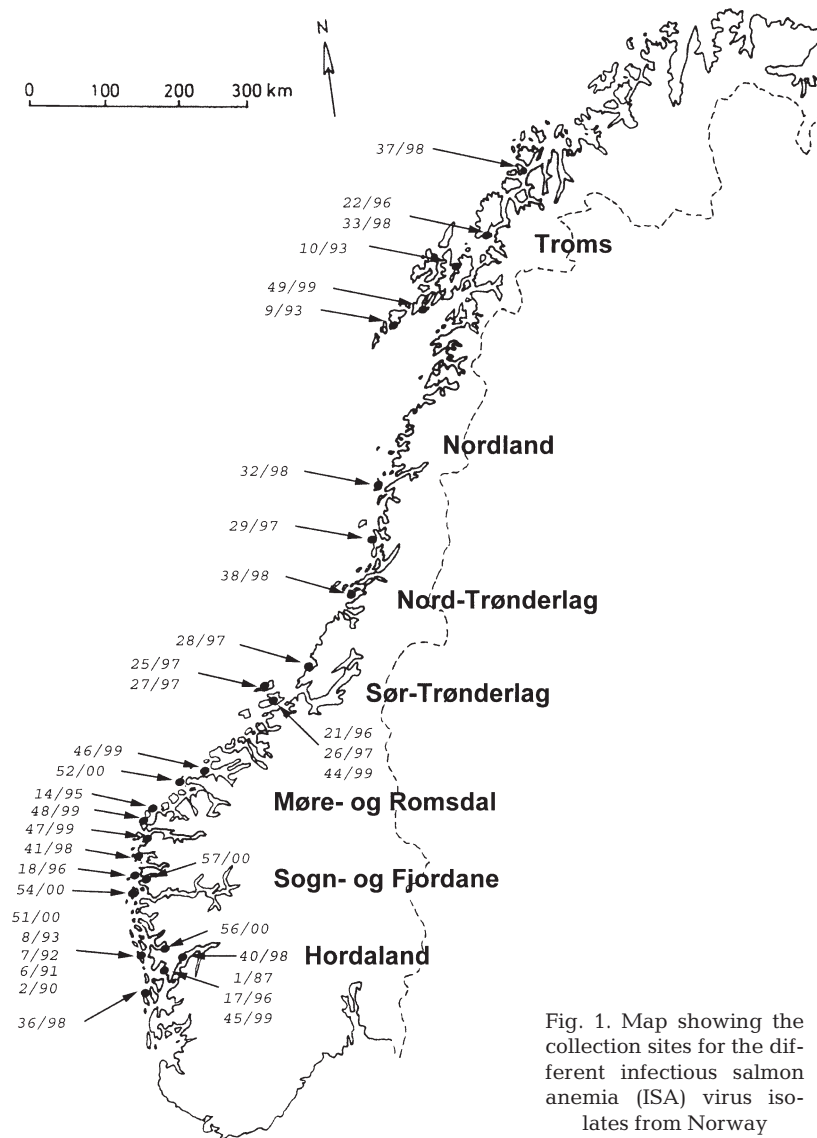 N
0 100 200 300 km
37/98
22/96
33/98
Troms
10/93
49/99
9/93
Nordland
32/98
29/97
38/98
Nord-Trønderlag
28/97
25/97
27/97
Sør-Trønderlag
21/96
26/97
44/99
46/99
52/00
14/95
Møre- og Romsdal
48/99
47/99
41/98
57/00
18/96
Sogn- og Fjordane
54/00
51/00
8/93
7/92
6/91
2/90
56/00
Hordaland
40/98
1/87
17/96
45/99
36/98
Fig. 1. Map showing the
collection sites for the dif-
ferent infectious salmon
anemia (ISA) virus iso-
lates from Norway